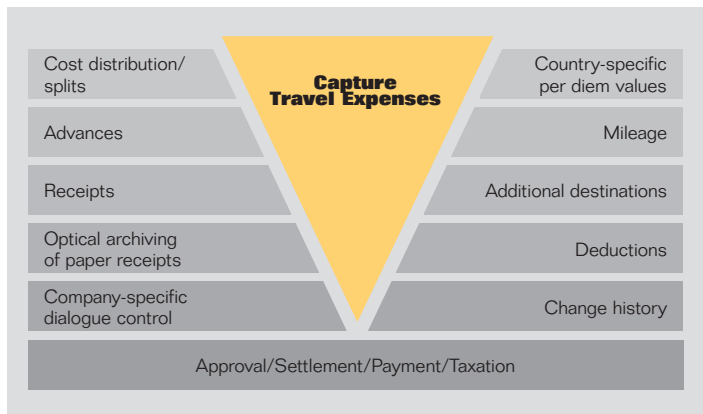 Capture
Travel Expenses
Cost distribution/
splits
Country-specific
per diem values
Advances
Mileage
Receipts
Additional destinations
Optical archiving
of paper receipts
Deductions
Company-specific
dialogue control
Change history
Approval/Settlement/Payment/Taxation